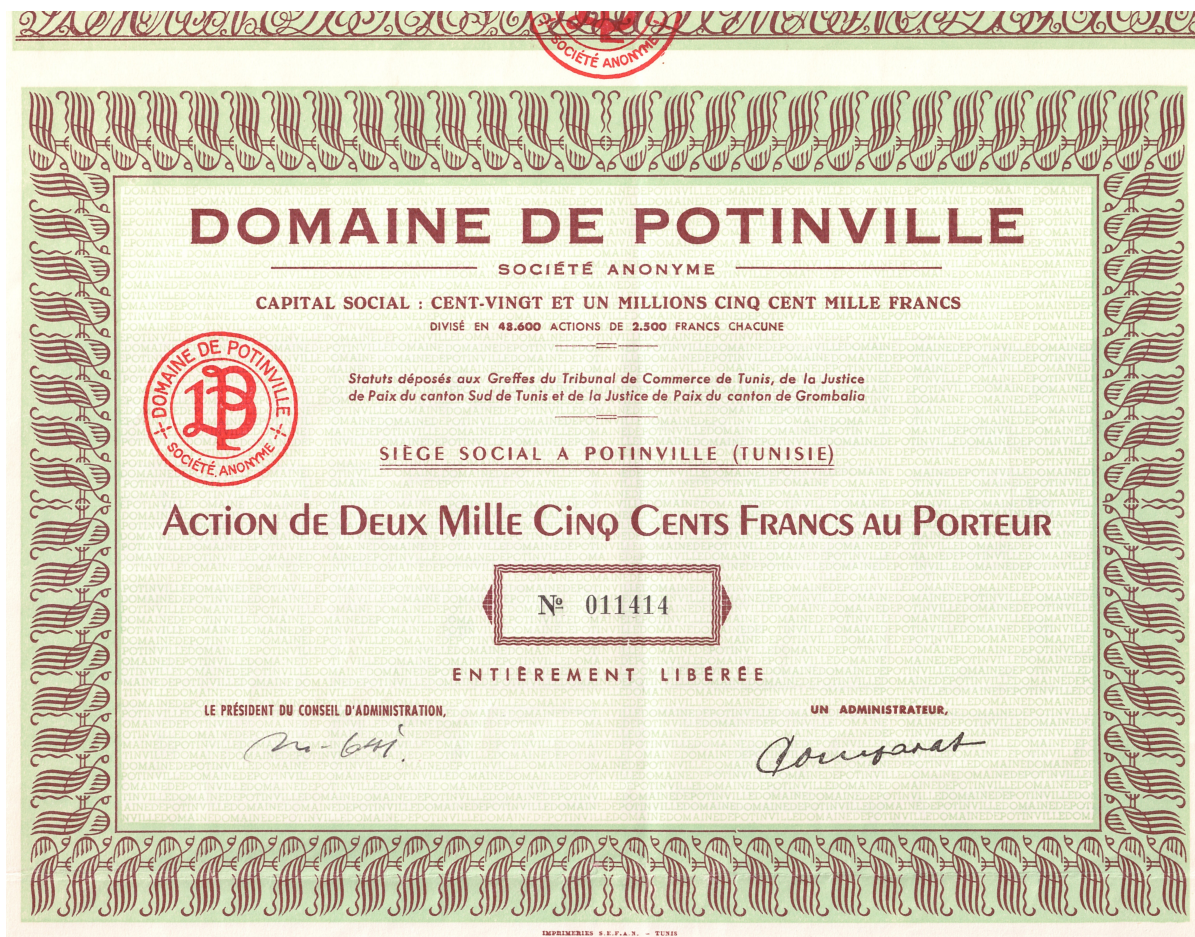 SOCIÉTÉ ANONYME
DOMAINE DE POTINVILLE
SOCIÉTÉ ANONYME
CAPITAL SOCIAL : CENT-VINGT ET UN MILLIONS CINQ CENT MILLE FRANCS
DIVISÉ EN 48.600 ACTIONS DE 2.500 FRANCS CHACUNE
DOMAINE DE POTINVILLE
DP
SOCIÉTÉ ANONYME
Statuts déposés aux Greffes du Tribunal de Commerce de Tunis, de la Justice
de Paix du canton Sud de Tunis et de la Justice de Paix du canton de Grombalia
SIÈGE SOCIAL A POTINVILLE (TUNISIE)
ACTION de DEUX MILLE CINQ CENTS FRANCS AU PORTEUR
Nº 011414
ENTIÈREMENT LIBÉRÉE
LE PRÉSIDENT DU CONSEIL D'ADMINISTRATION,
UN ADMINISTRATEUR,
IMPRIMERIES S.E.F.A.N. – TUNIS